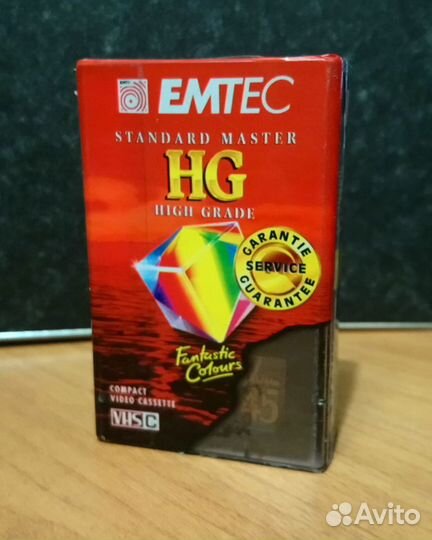 EMTEC
STANDARD MASTER
HG
HIGH GRADE
GARANTIE
SERVICE
GUARANTEE
Fantastic
Colours
45
COMPACT
VIDEO CASSETTE
VHS C
Avito